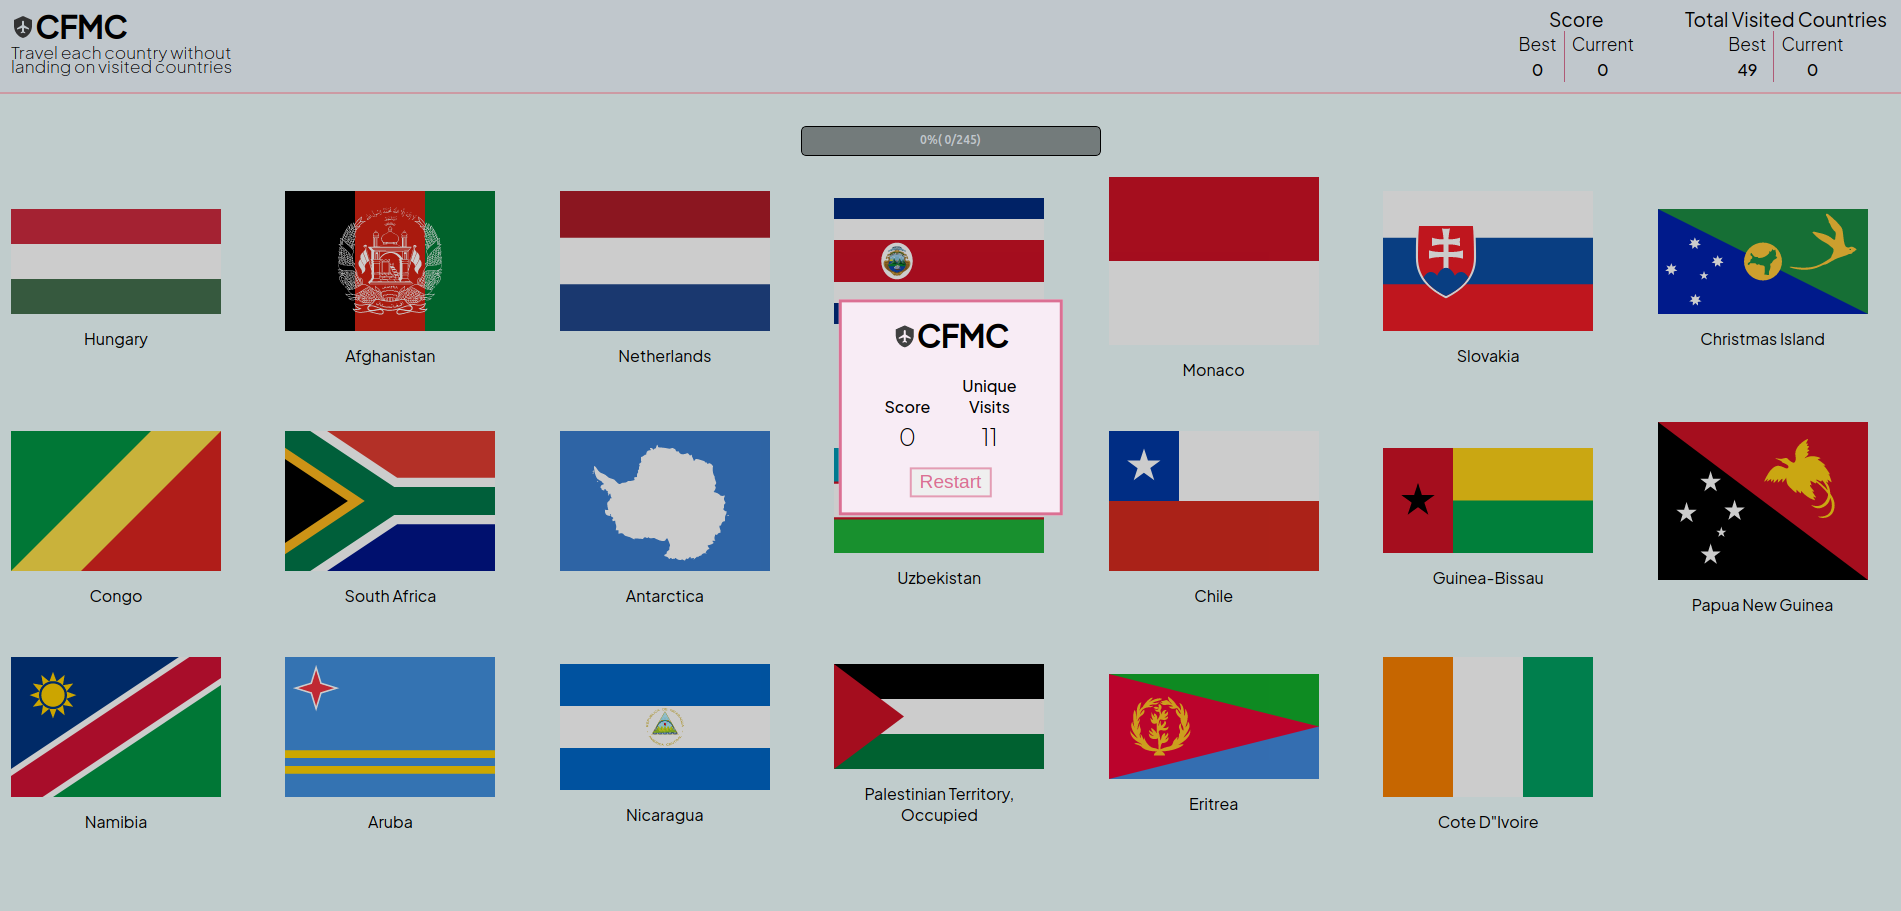 CFMC
Travel each country without
landing on visited countries
Score
Best
Current
0
0
Total Visited Countries
Best
Current
49
0
0%( 0/245)
Hungary
Afghanistan
Netherlands
Monaco
Slovakia
Christmas Island
CFMC
Score
Unique
Visits
0
11
Restart
Congo
South Africa
Antarctica
Uzbekistan
Chile
Guinea-Bissau
Papua New Guinea
Namibia
Aruba
Nicaragua
Palestinian Territory,
Occupied
Eritrea
Cote D"Ivoire